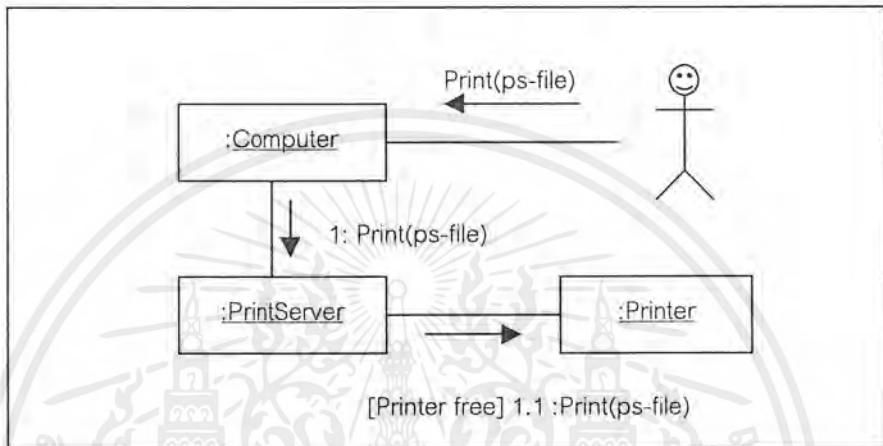 Print(ps-file)
:Computer
1: Print(ps-file)
:PrintServer
:Printer
[Printer free] 1.1 :Print(ps-file)